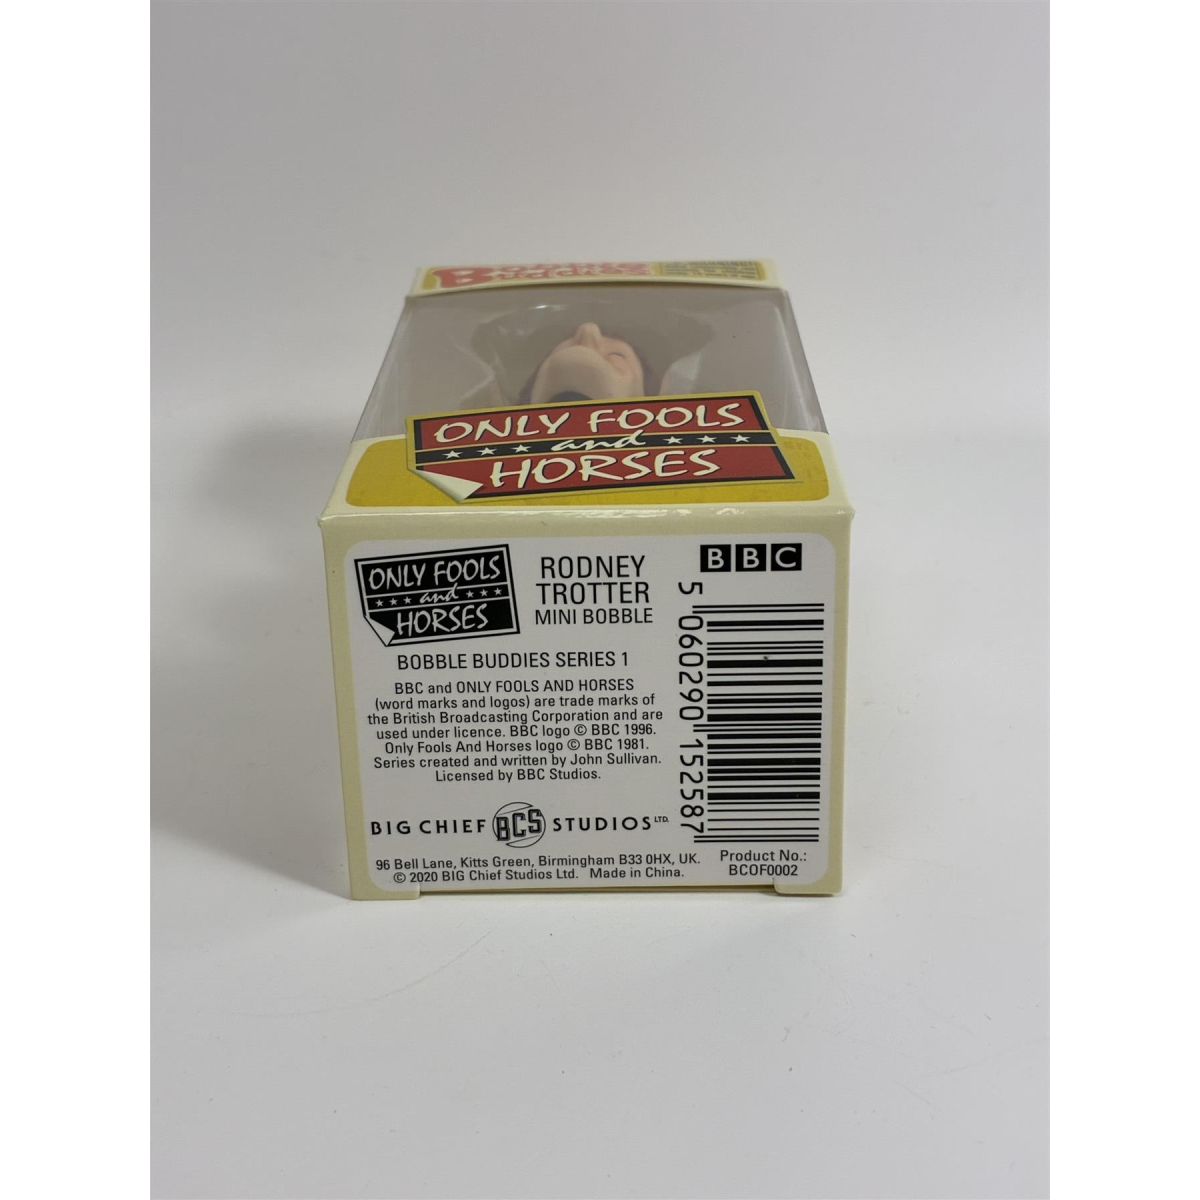 ONLY FOOLS
and
HORSES
ONLY FOOLS
and
HORSES
RODNEY
TROTTER
MINI BOBBLE
BBC
BOBBLE BUDDIES SERIES 1
BBC and ONLY FOOLS AND HORSES
(word marks and logos) are trade marks of
the British Broadcasting Corporation and are
used under licence. BBC logo © BBC 1996.
Only Fools And Horses logo © BBC 1981.
Series created and written by John Sullivan.
Licensed by BBC Studios.
5 060290 152587
BIG CHIEF BCS STUDIOS LTD.
96 Bell Lane, Kitts Green, Birmingham B33 0HX, UK.
© 2020 BIG Chief Studios Ltd. Made in China.
Product No.:
BCOF0002